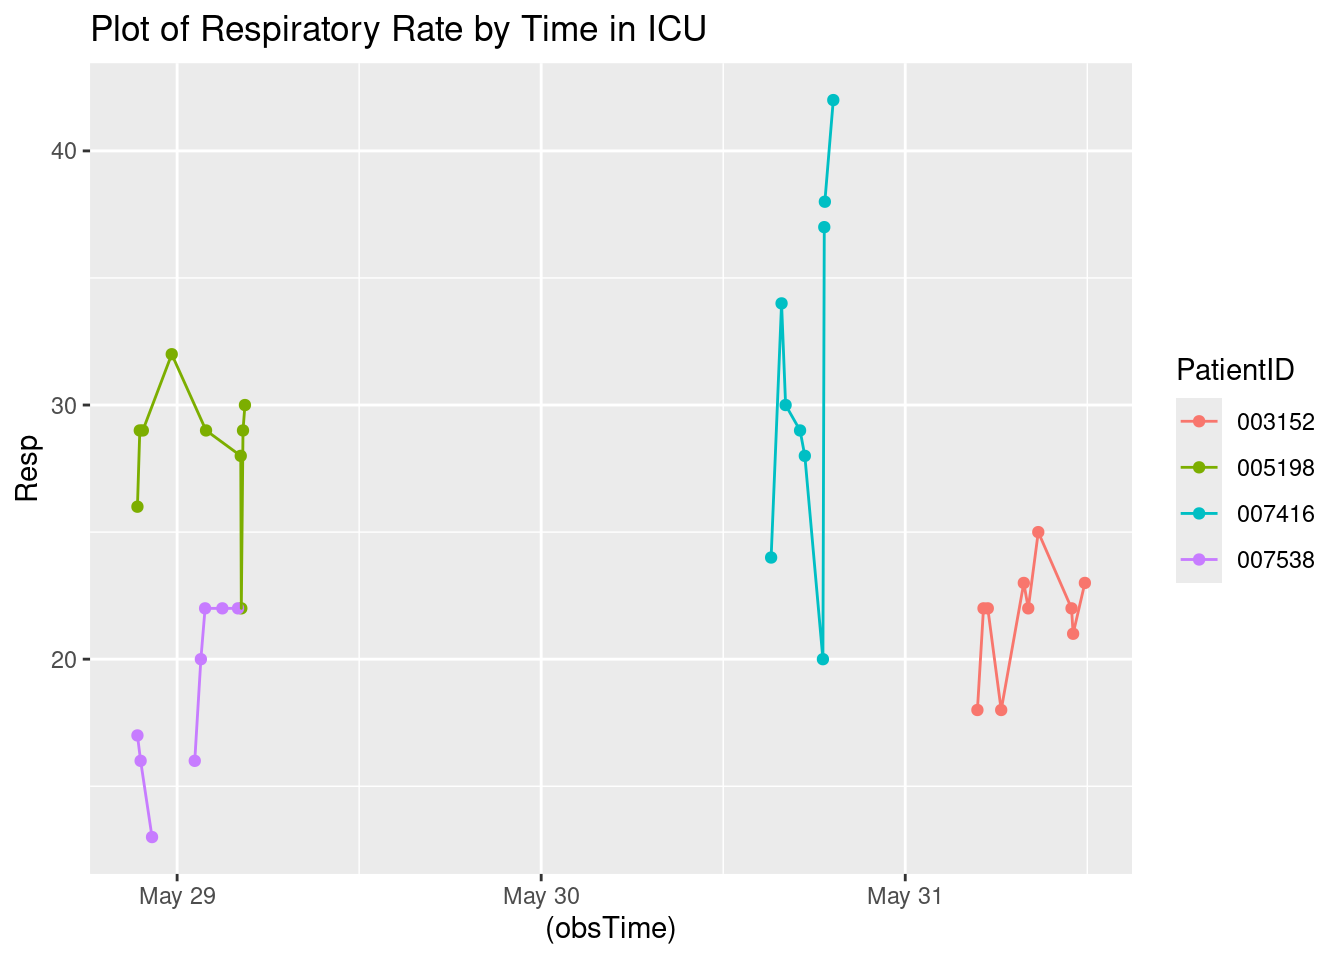 Plot of Respiratory Rate by Time in ICU
Resp
40
30
20
May 29
May 30
May 31
(obsTime)
PatientID
003152
005198
007416
007538